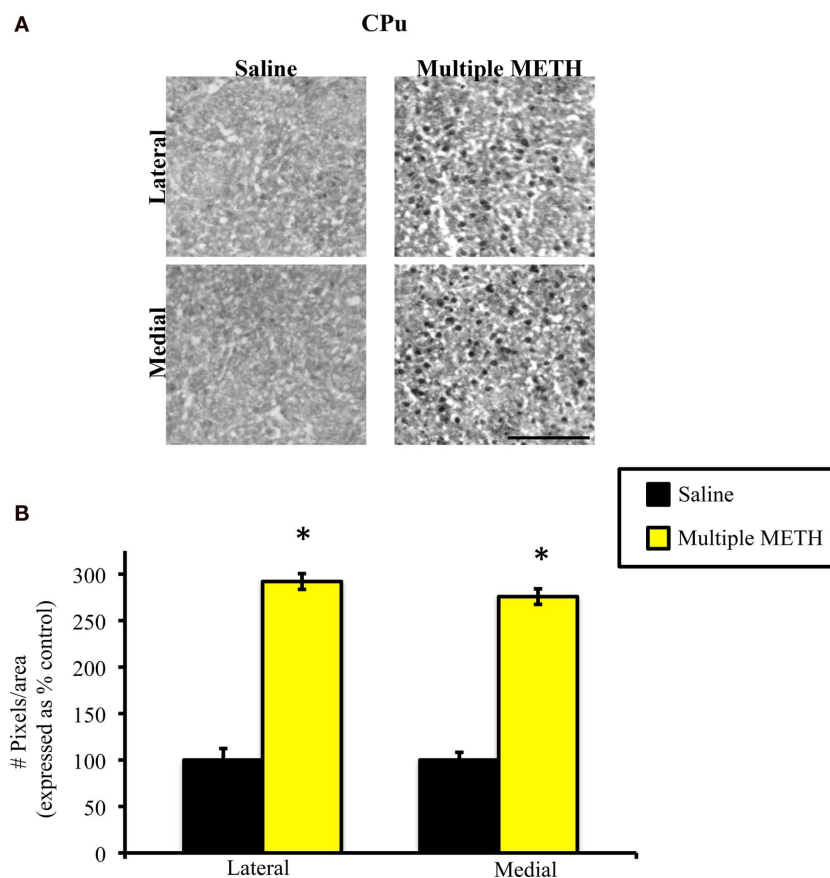 A
CPu
Saline
Multiple METH
Lateral
Medial
B
Saline
Multiple METH
*
*
# Pixels/area
(expressed as % control)
300
250
200
150
100
50
0
Lateral
Medial